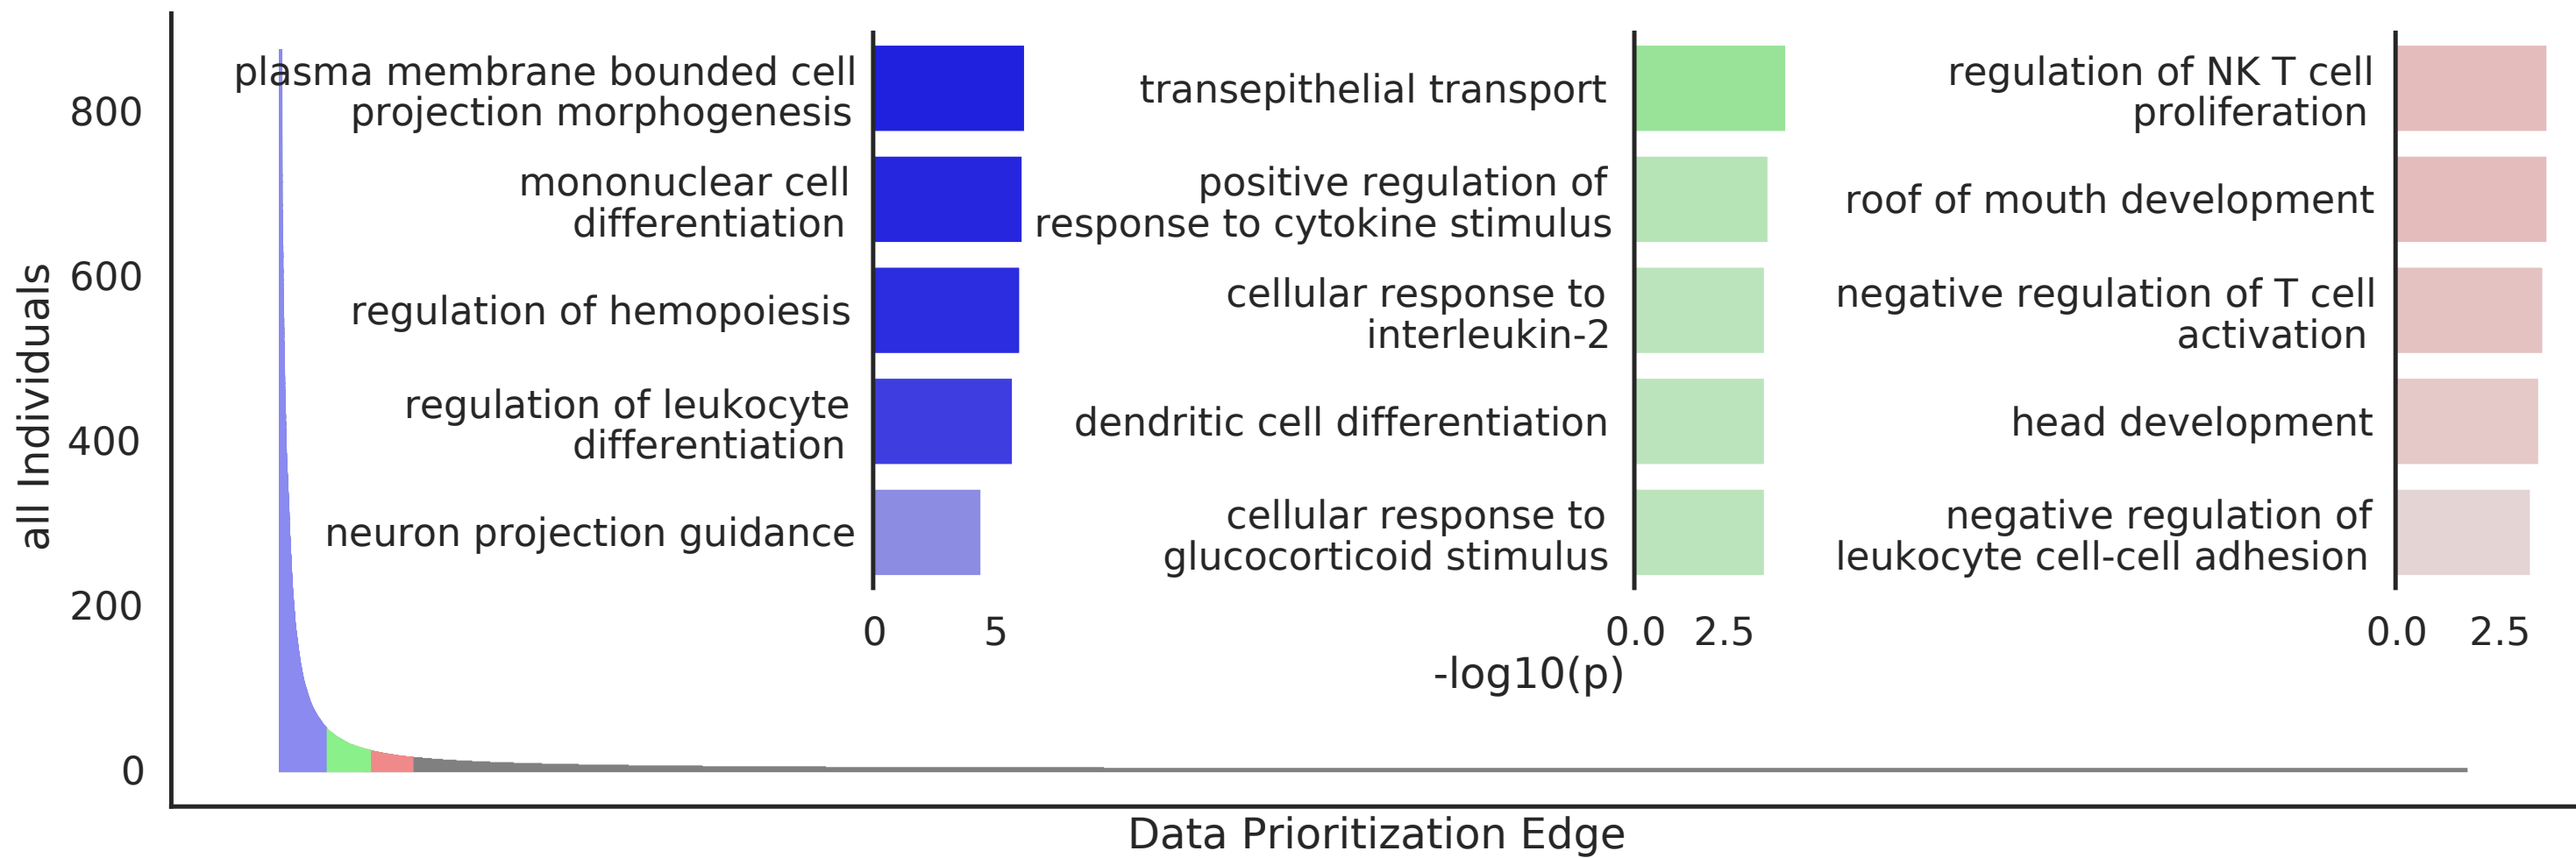 all Individuals
800
600
400
200
0
plasma membrane bounded cell
projection morphogenesis
mononuclear cell
differentiation
regulation of hemopoiesis
regulation of leukocyte
differentiation
neuron projection guidance
0 5
transepithelial transport
positive regulation of
response to cytokine stimulus
cellular response to
interleukin-2
dendritic cell differentiation
cellular response to
glucocorticoid stimulus
0.0 2.5
regulation of NK T cell
proliferation
roof of mouth development
negative regulation of T cell
activation
head development
negative regulation of
leukocyte cell-cell adhesion
0.0 2.5
-log10(p)
Data Prioritization Edge